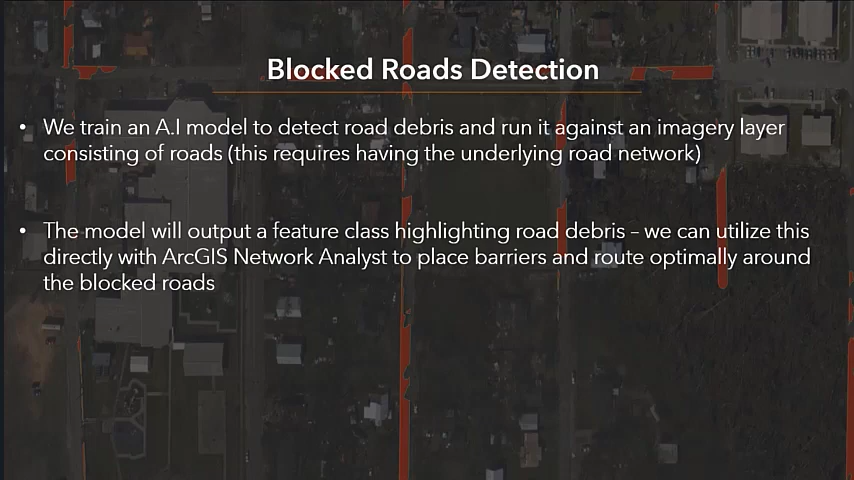 Blocked Roads Detection
• We train an A.I model to detect road debris and run it against an imagery layer
consisting of roads (this requires having the underlying road network)
• The model will output a feature class highlighting road debris – we can utilize this
directly with ArcGIS Network Analyst to place barriers and route optimally around
the blocked roads